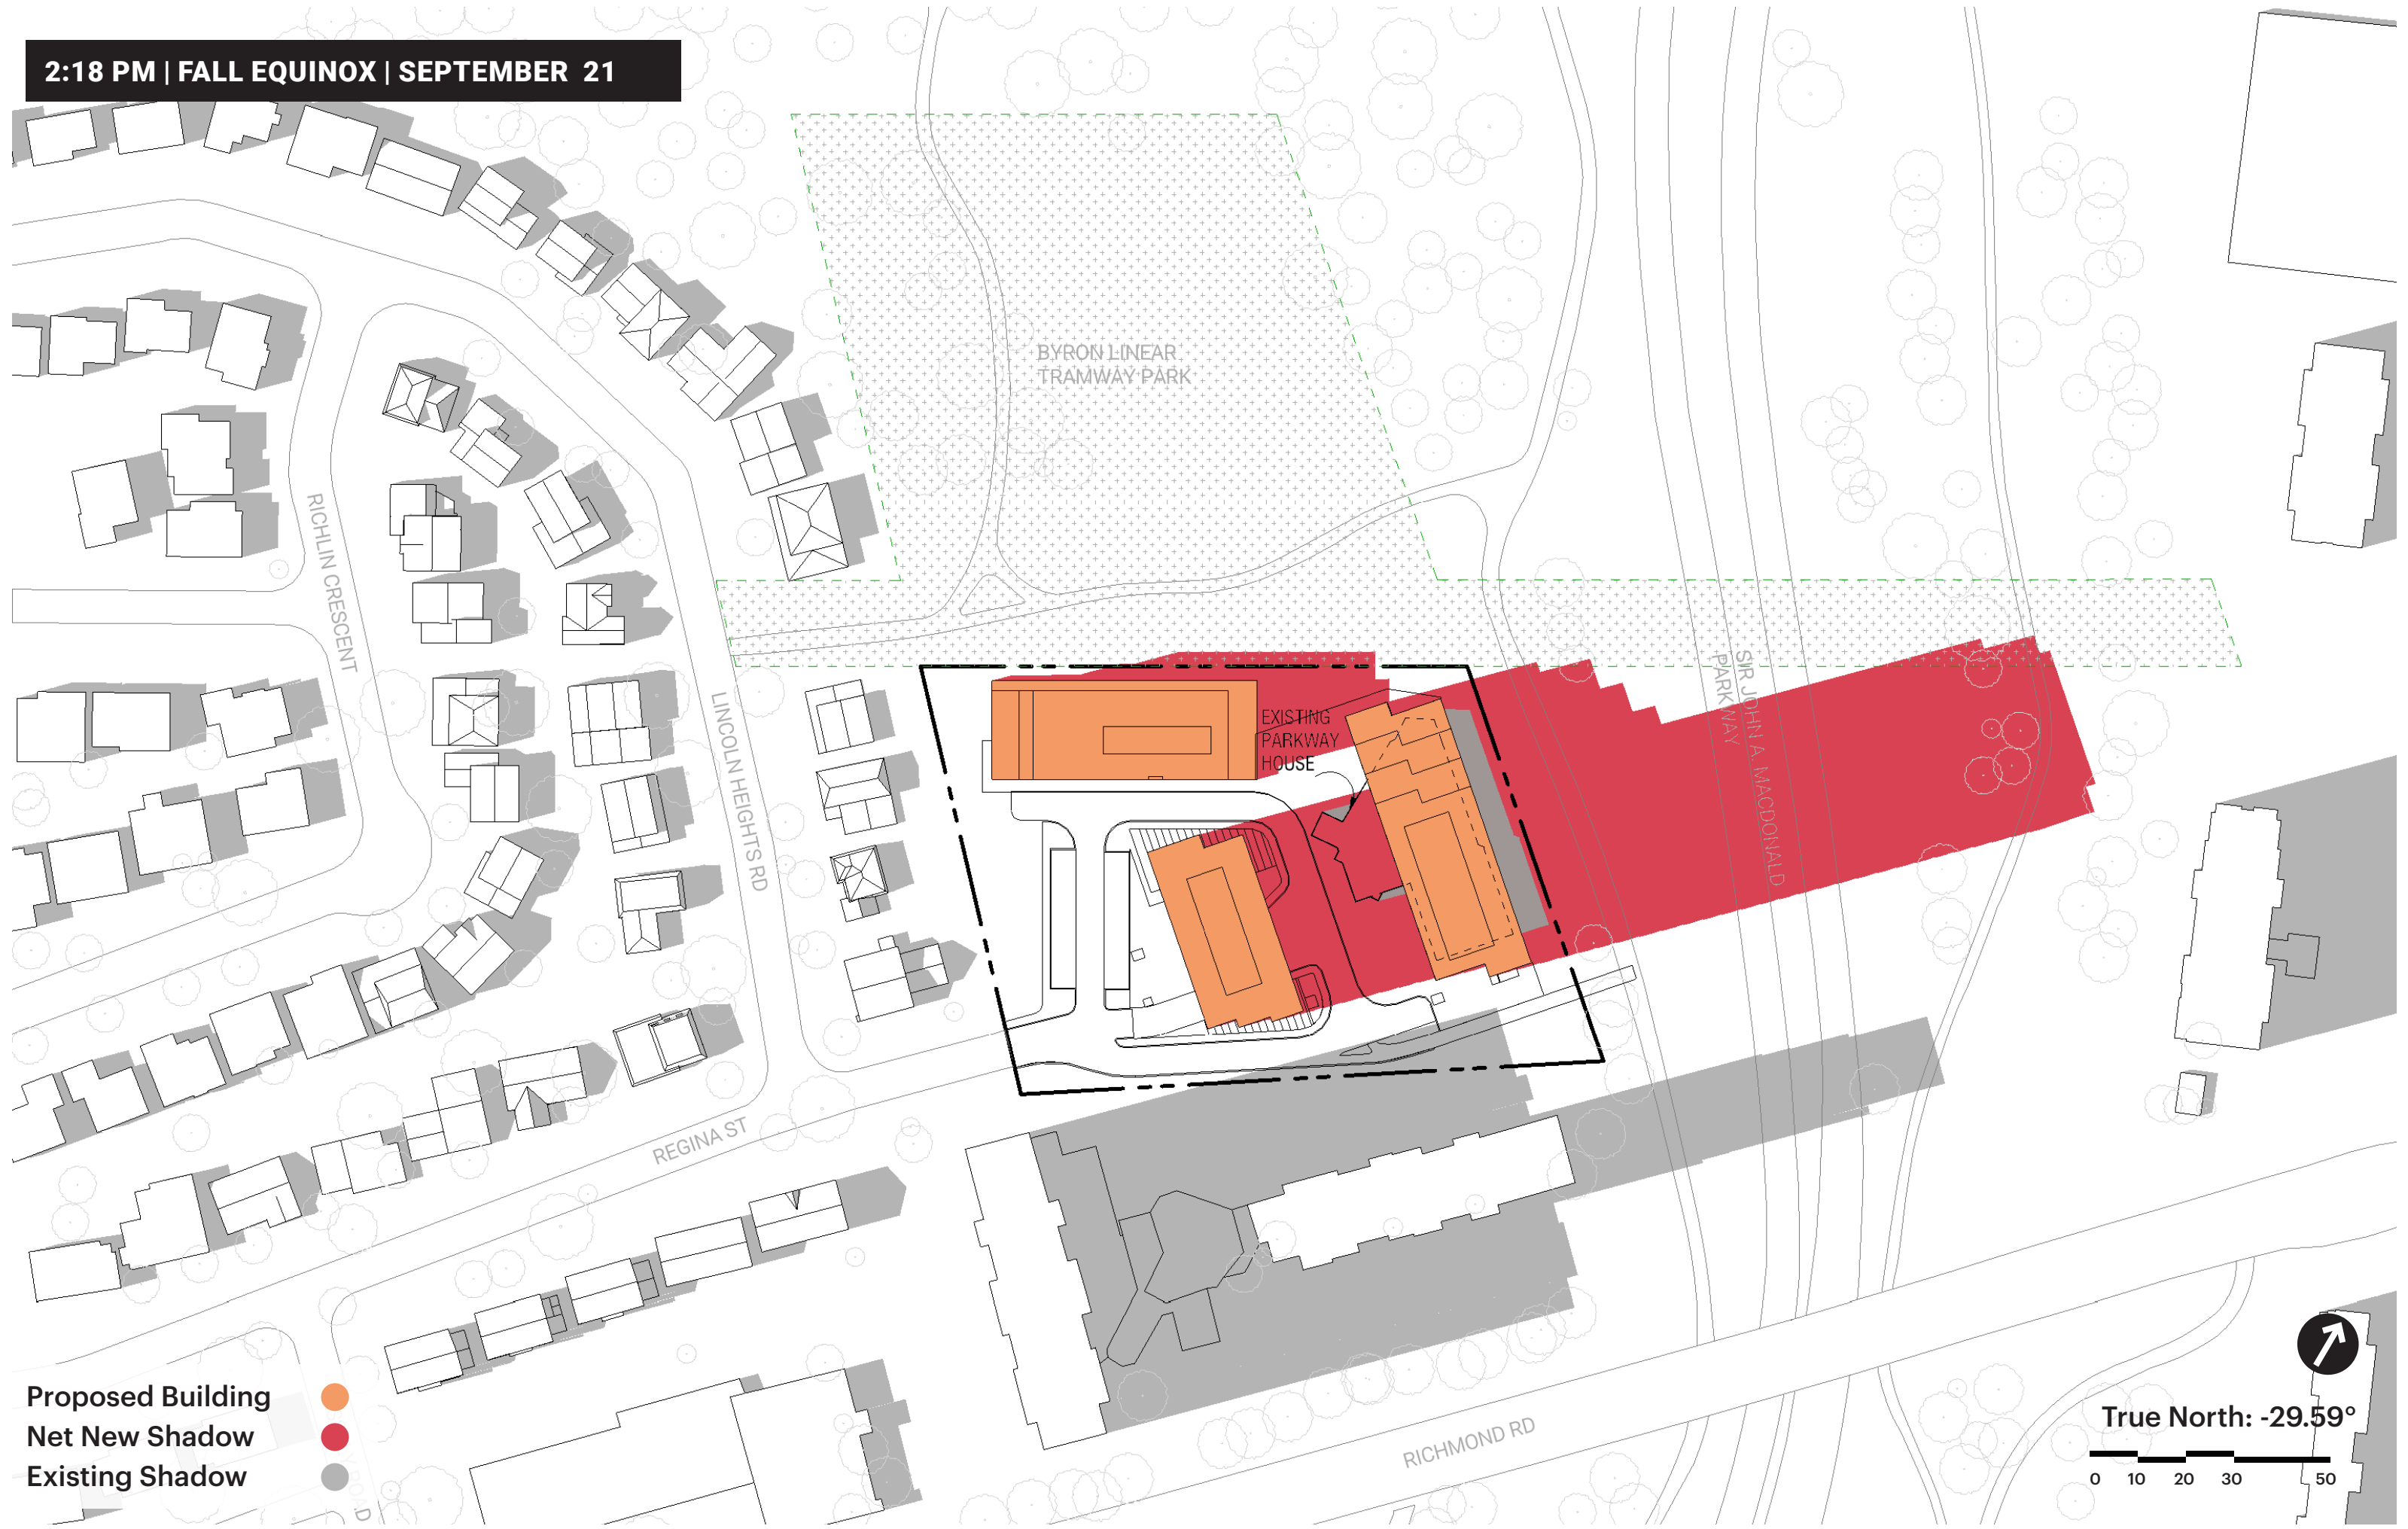 2:18 PM | FALL EQUINOX | SEPTEMBER 21
BYRON LINEAR
TRAMWAY PARK
RICHLIN CRESCENT
LINCOLN HEIGHTS RD
EXISTING
PARKWAY
HOUSE
SIR JOHN A. MACDONALD
PARKWAY
REGINA ST
RICHMOND RD
Proposed Building
Net New Shadow
Existing Shadow
True North: -29.59°
0 10 20 30 50